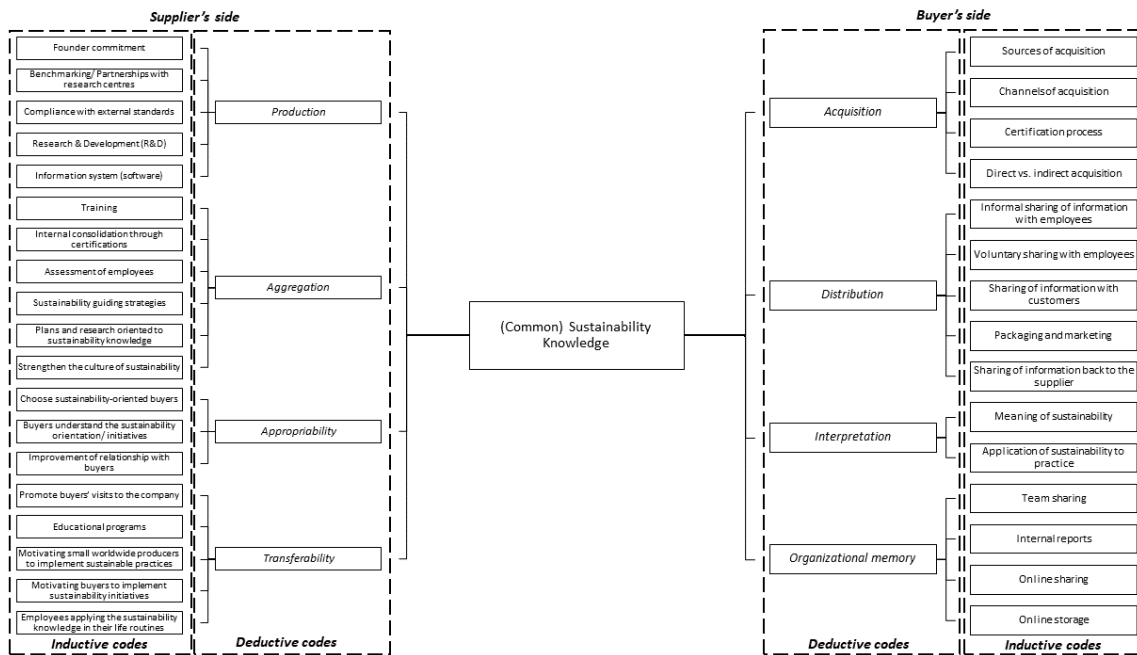 Supplier's side
Founder commitment
Benchmarking/ Partnerships with
research centres
Compliance with external standards
Research & Development (R&D)
Information system (software)
Production
Training
Internal consolidation through
certifications
Assessment of employees
Sustainability guiding strategies
Plans and research oriented to
sustainability knowledge
Strengthen the culture of sustainability
Aggregation
Choose sustainability-oriented buyers
Buyers understand the sustainability
orientation/ initiatives
Improvement of relationship with
buyers
Appropriability
Promote buyers' visits to the company
Educational programs
Motivating small worldwide producers
to implement sustainable practices
Motivating buyers to implement
sustainability initiatives
Employees applying the sustainability
knowledge in their life routines
Transferability
Inductive codes
Deductive codes
(Common) Sustainability
Knowledge
Buyer's side
Acquisition
Sources of acquisition
Channels of acquisition
Certification process
Direct vs. indirect acquisition
Distribution
Informal sharing of information
with employees
Voluntary sharing with employees
Sharing of information with
customers
Packaging and marketing
Sharing of information back to the
supplier
Interpretation
Meaning of sustainability
Application of sustainability to
practice
Organizational memory
Team sharing
Internal reports
Online sharing
Online storage
Deductive codes
Inductive codes